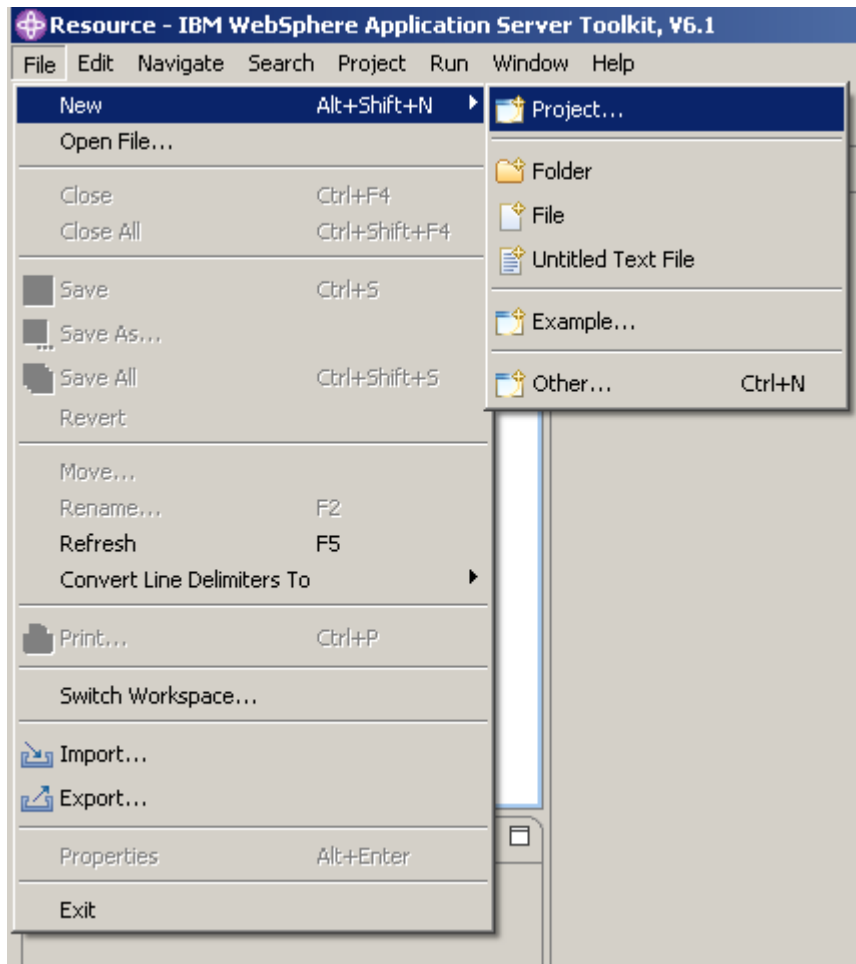 Resource - IBM WebSphere Application Server Toolkit, V6.1
File Edit Navigate Search Project Run Window Help
New Alt+Shift+N
Open File...
Close Ctrl+F4
Close All Ctrl+Shift+F4
Save Ctrl+S
Save As...
Save All Ctrl+Shift+S
Revert
Move...
Rename... F2
Refresh F5
Convert Line Delimiters To
Print... Ctrl+P
Switch Workspace...
Import...
Export...
Properties Alt+Enter
Exit
Project...
Folder
File
Untitled Text File
Example...
Other... Ctrl+N